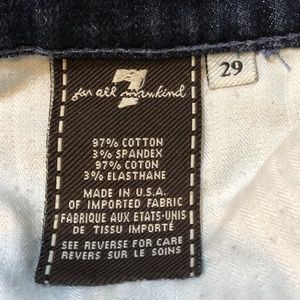 7
for all mankind
29
97% COTTON
3% SPANDEX
97% COTON
3% ELASTHANE
MADE IN U.S.A.
OF IMPORTED FABRIC
FABRIQUE AUX ETATS-UNIS
DE TISSU IMPORTÉ
SEE REVERSE FOR CARE
REVERS SUR LE SOINS